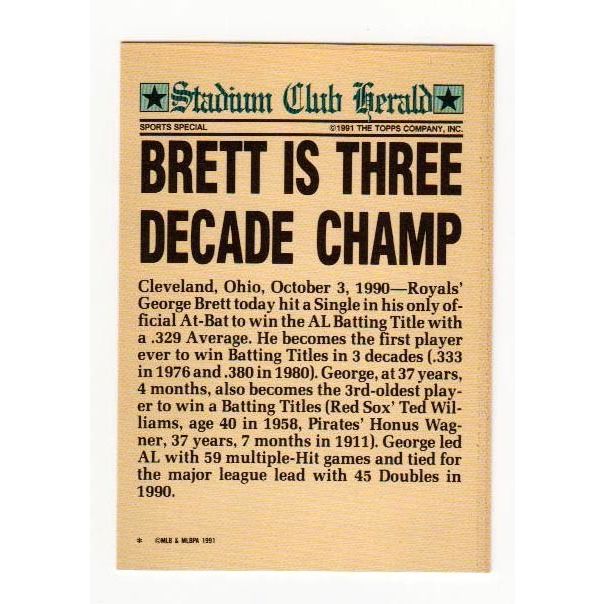 Stadium Club Herald
SPORTS SPECIAL ©1991 THE TOPPS COMPANY, INC.
BRETT IS THREE
DECADE CHAMP
Cleveland, Ohio, October 3, 1990—Royals'
George Brett today hit a Single in his only of-
ficial At-Bat to win the AL Batting Title with
a .329 Average. He becomes the first player
ever to win Batting Titles in 3 decades (.333
in 1976 and .380 in 1980). George, at 37 years,
4 months, also becomes the 3rd-oldest play-
er to win a Batting Titles (Red Sox' Ted Wil-
liams, age 40 in 1958, Pirates' Honus Wag-
ner, 37 years, 7 months in 1911). George led
AL with 59 multiple-Hit games and tied for
the major league lead with 45 Doubles in
1990.
* ©MLB & MLBPA 1991